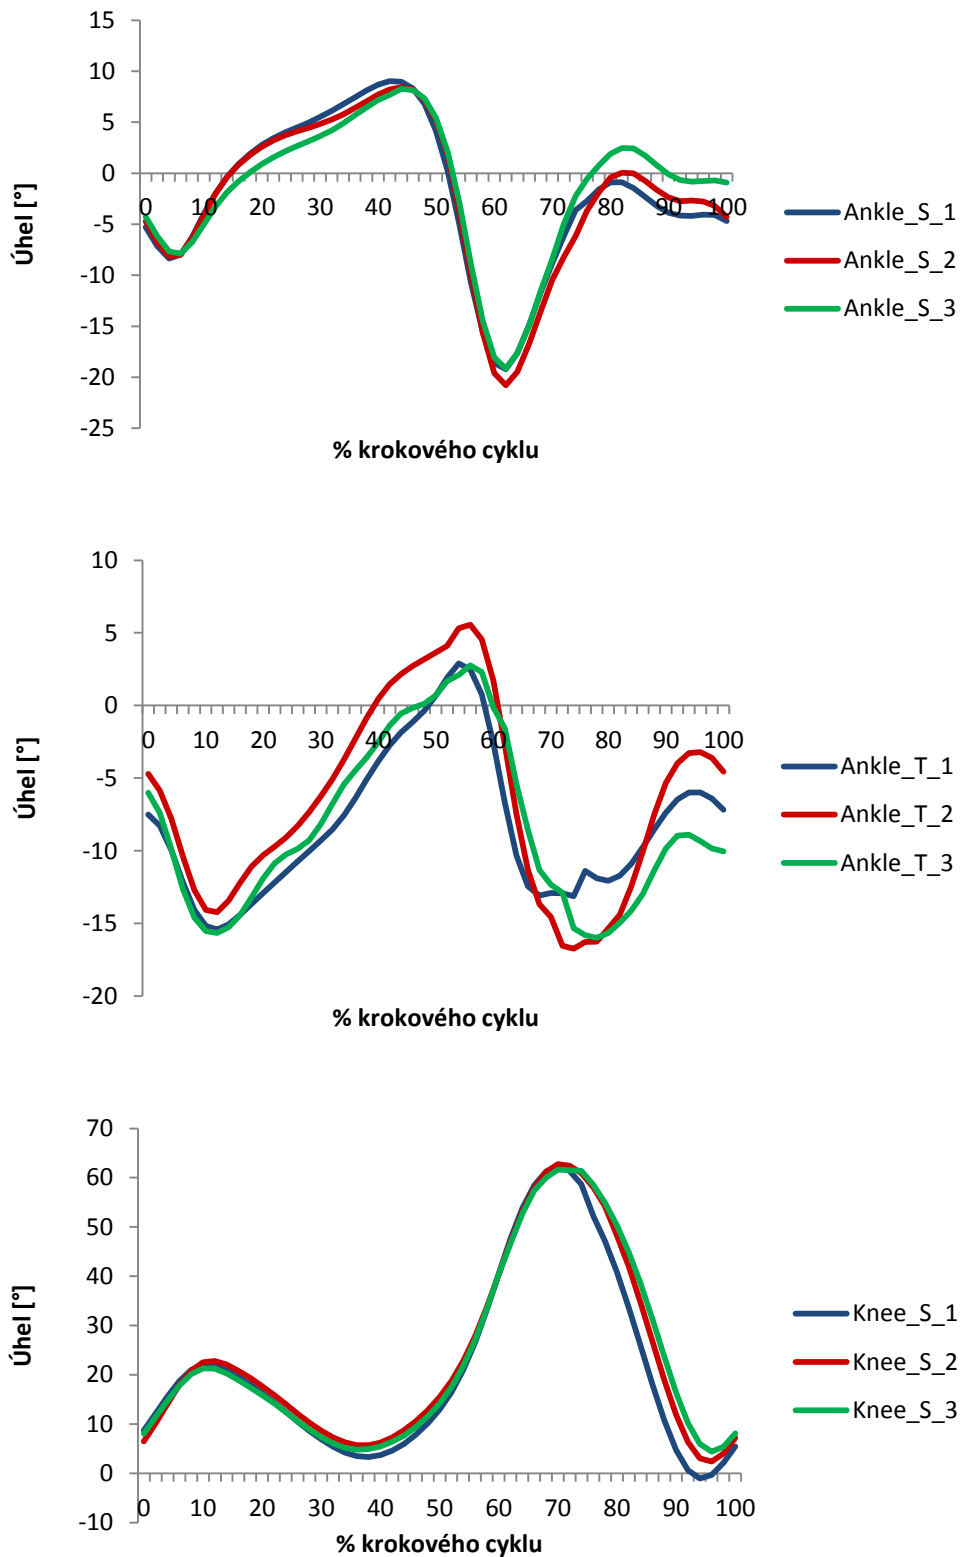 15
10
5
0
-5
-10
-15
-20
-25
Úhel [°]
0 10 20 30 40 50 60 70 80 90 100
% krokového cyklu
Ankle_S_1
Ankle_S_2
Ankle_S_3
10
5
0
-5
-10
-15
-20
Úhel [°]
0 10 20 30 40 50 60 70 80 90 100
% krokového cyklu
Ankle_T_1
Ankle_T_2
Ankle_T_3
70
60
50
40
30
20
10
0
-10
Úhel [°]
0 10 20 30 40 50 60 70 80 90 100
% krokového cyklu
Knee_S_1
Knee_S_2
Knee_S_3